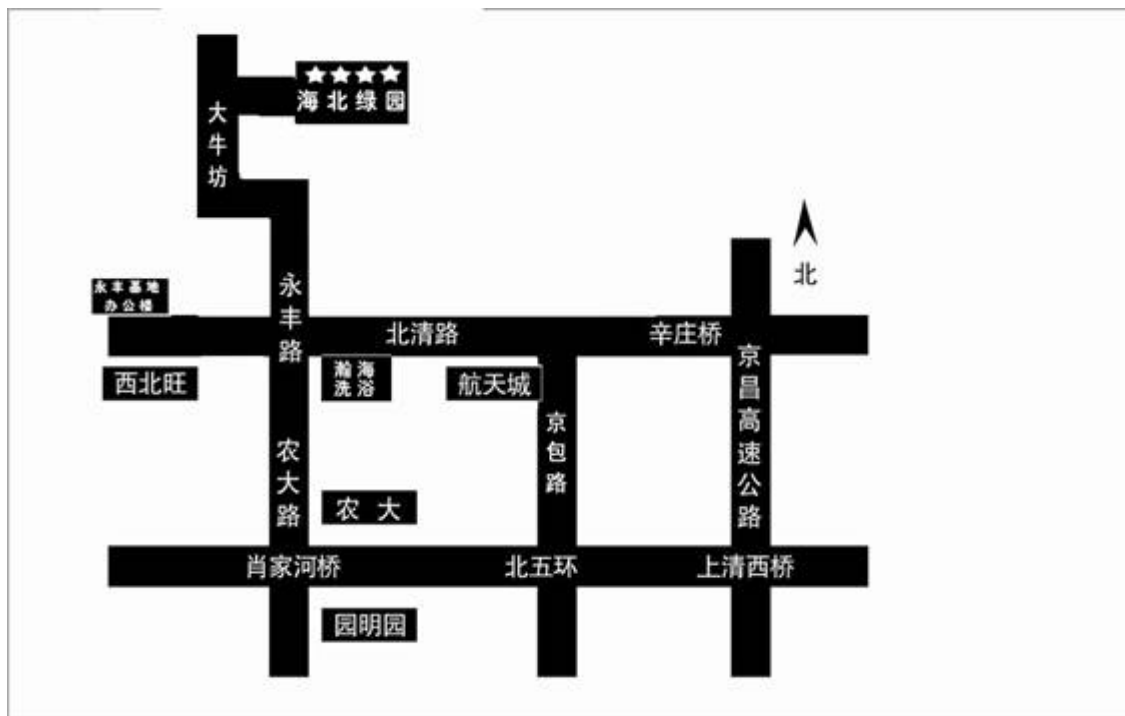 ★★★★
海北绿园
大牛坊
北
永丰基地
办公楼
永丰路
北清路
辛庄桥
西北旺
瀚海
洗浴
航天城
京昌高速公路
京包路
农大路
农大
肖家河桥
北五环
上清西桥
园明园